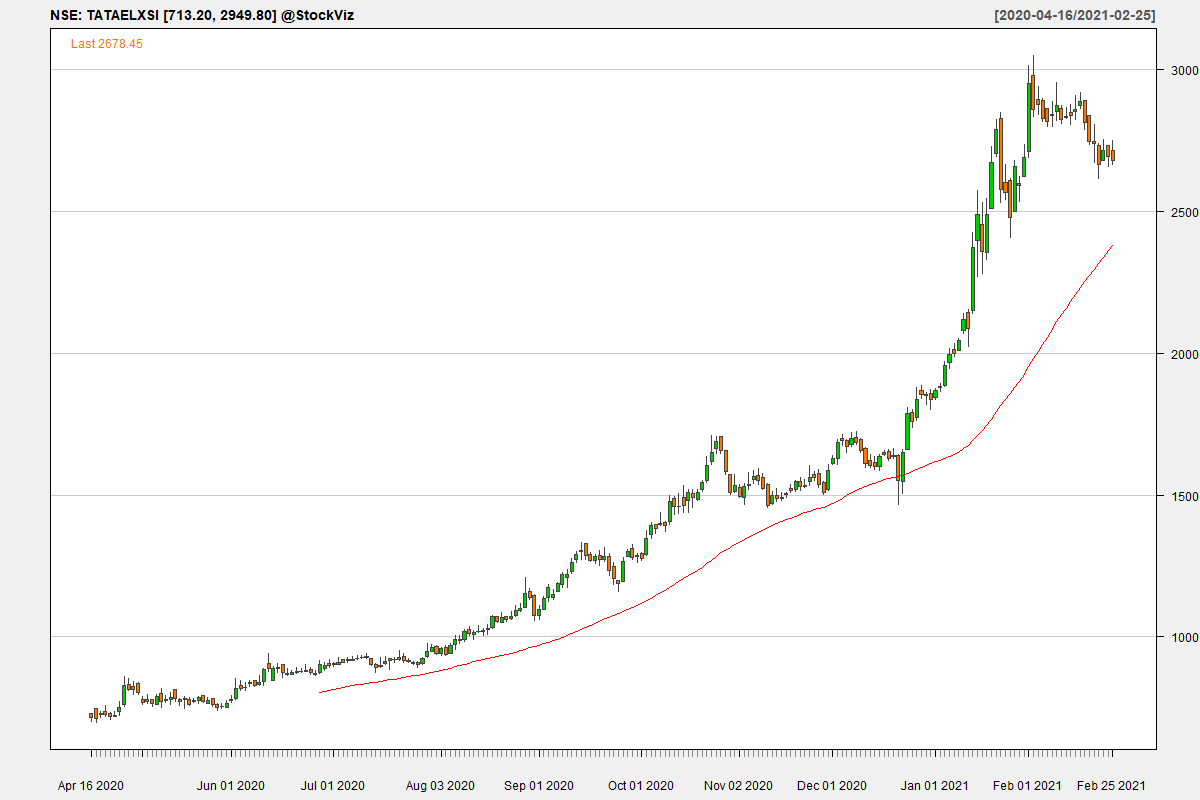 NSE: TATAELXSI [713.20, 2949.80] @StockViz [2020-04-16/2021-02-25]
Last 2678.45
3000
2500
2000
1500
1000
Apr 16 2020 Jun 01 2020 Jul 01 2020 Aug 03 2020 Sep 01 2020 Oct 01 2020 Nov 02 2020 Dec 01 2020 Jan 01 2021 Feb 01 2021 Feb 25 2021